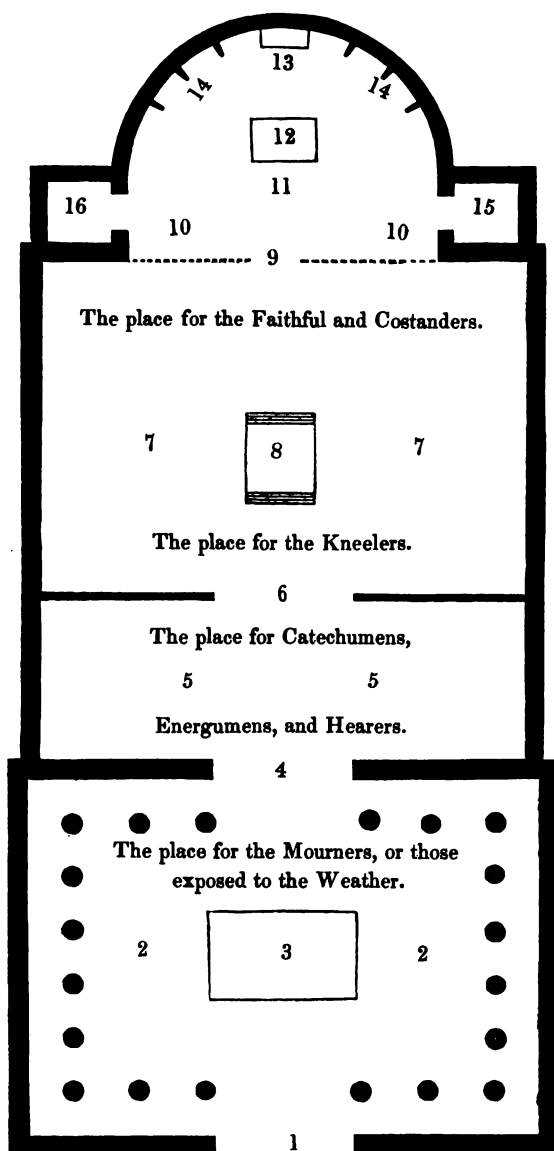 13
14 14
12
11
16 15
10 10
9
The place for the Faithful and Costanders.
7 8 7
The place for the Kneelers.
6
The place for Catechumens,
5 5
Energumens, and Hearers.
4
The place for the Mourners, or those
exposed to the Weather.
2 3 2
1